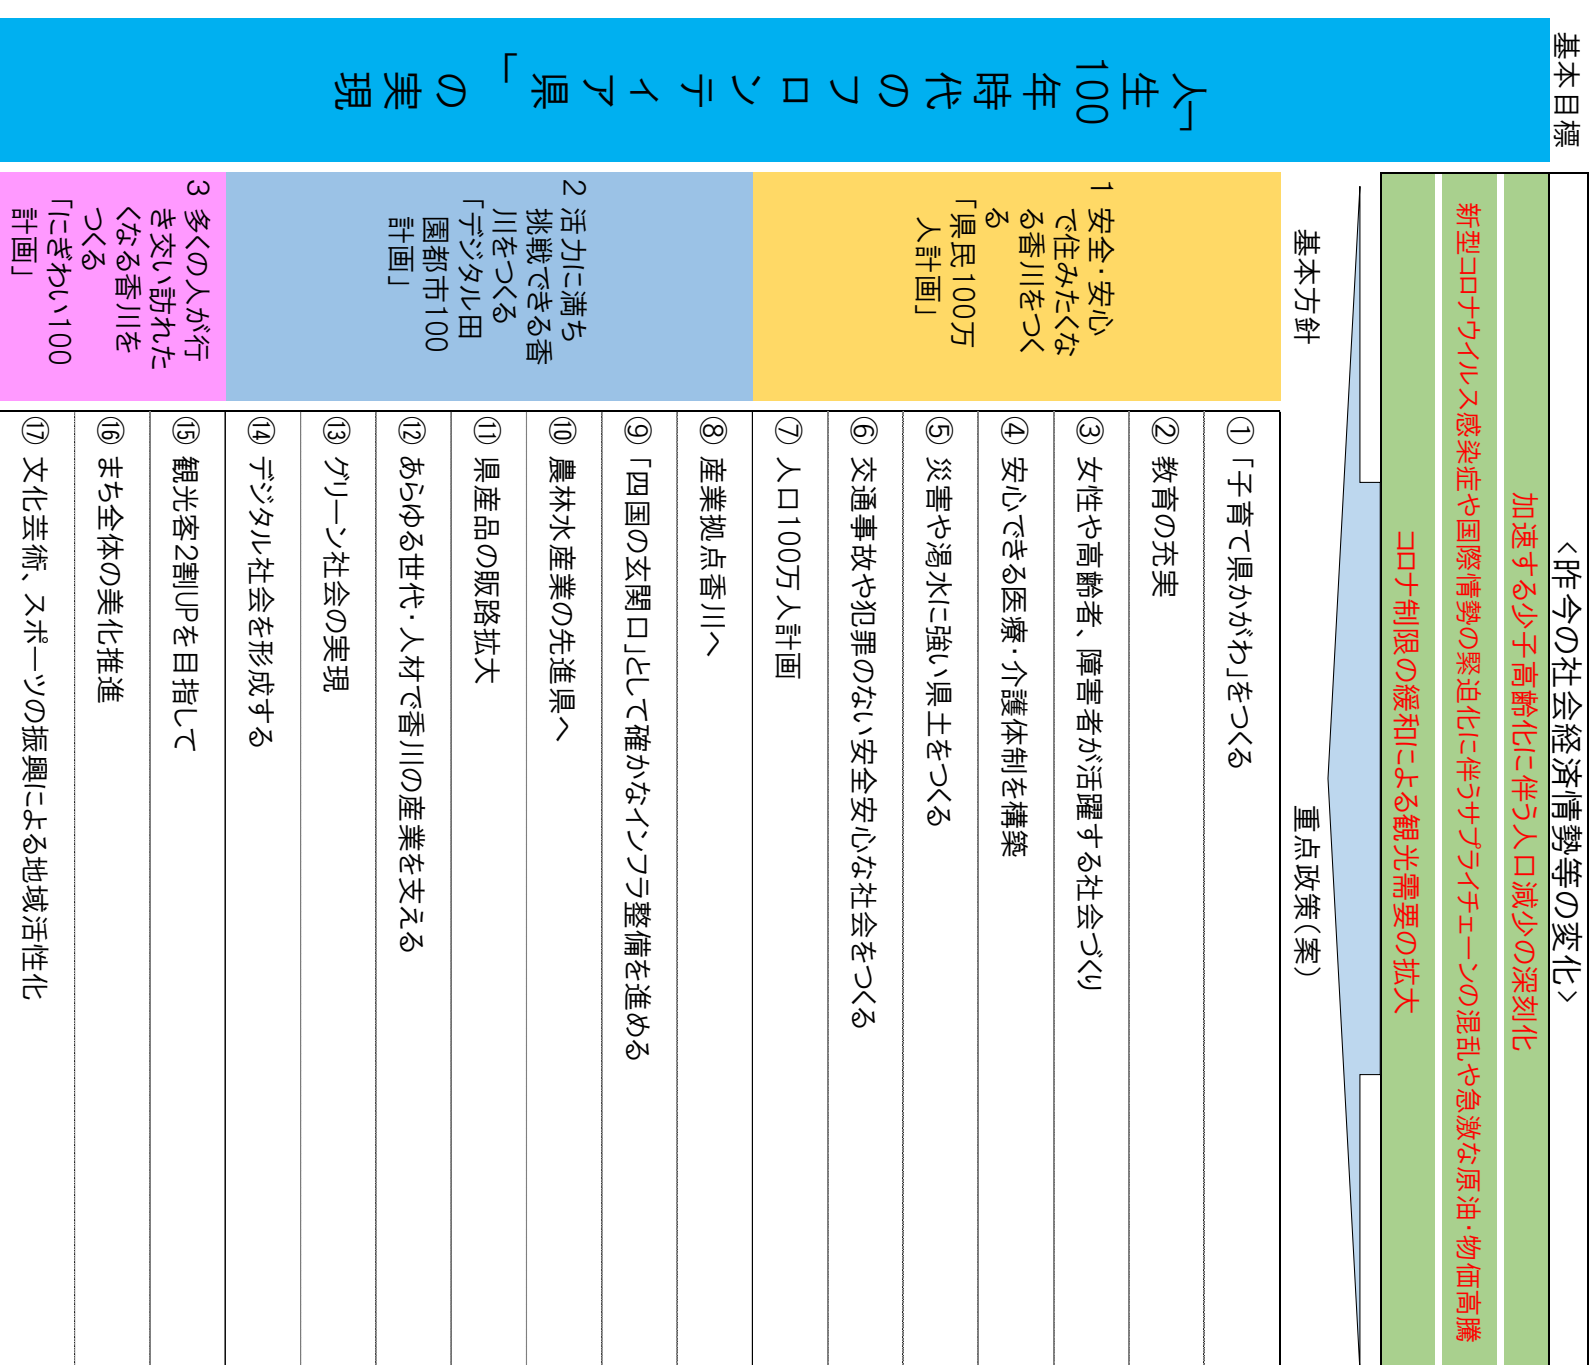 基本目標
「人生100年時代のフロンティア県」の実現
<昨今の社会経済情勢等の変化>
加速する少子高齢化に伴う人口減少の深刻化
新型コロナウイルス感染症や国際情勢の緊迫化に伴うサプライチェーンの混乱や急激な原油・物価高騰
コロナ制限の緩和による観光需要の拡大
基本方針
重点政策(案)
1 安全・安心
で住みたくな
る香川をつく
る
「県民100万
人計画」
① 「子育て県かがわ」をつくる
② 教育の充実
③ 女性や高齢者、障害者が活躍する社会づくり
④ 安心できる医療・介護体制を構築
⑤ 災害や渇水に強い県土をつくる
⑥ 交通事故や犯罪のない安全安心な社会をつくる
⑦ 人口100万人計画
2 活力に満ち
挑戦できる香
川をつくる
「デジタル田
園都市100
計画」
⑧ 産業拠点香川へ
⑨ 「四国の玄関口」として確かなインフラ整備を進める
⑩ 農林水産業の先進県へ
⑪ 県産品の販路拡大
⑫ あらゆる世代・人材で香川の産業を支える
⑬ グリーン社会の実現
⑭ デジタル社会を形成する
3 多くの人が行
き交い訪れた
くなる香川を
つくる
「にぎわい100
計画」
⑮ 観光客2割UPを目指して
⑯ まち全体の美化推進
⑰ 文化芸術、スポーツの振興による地域活性化